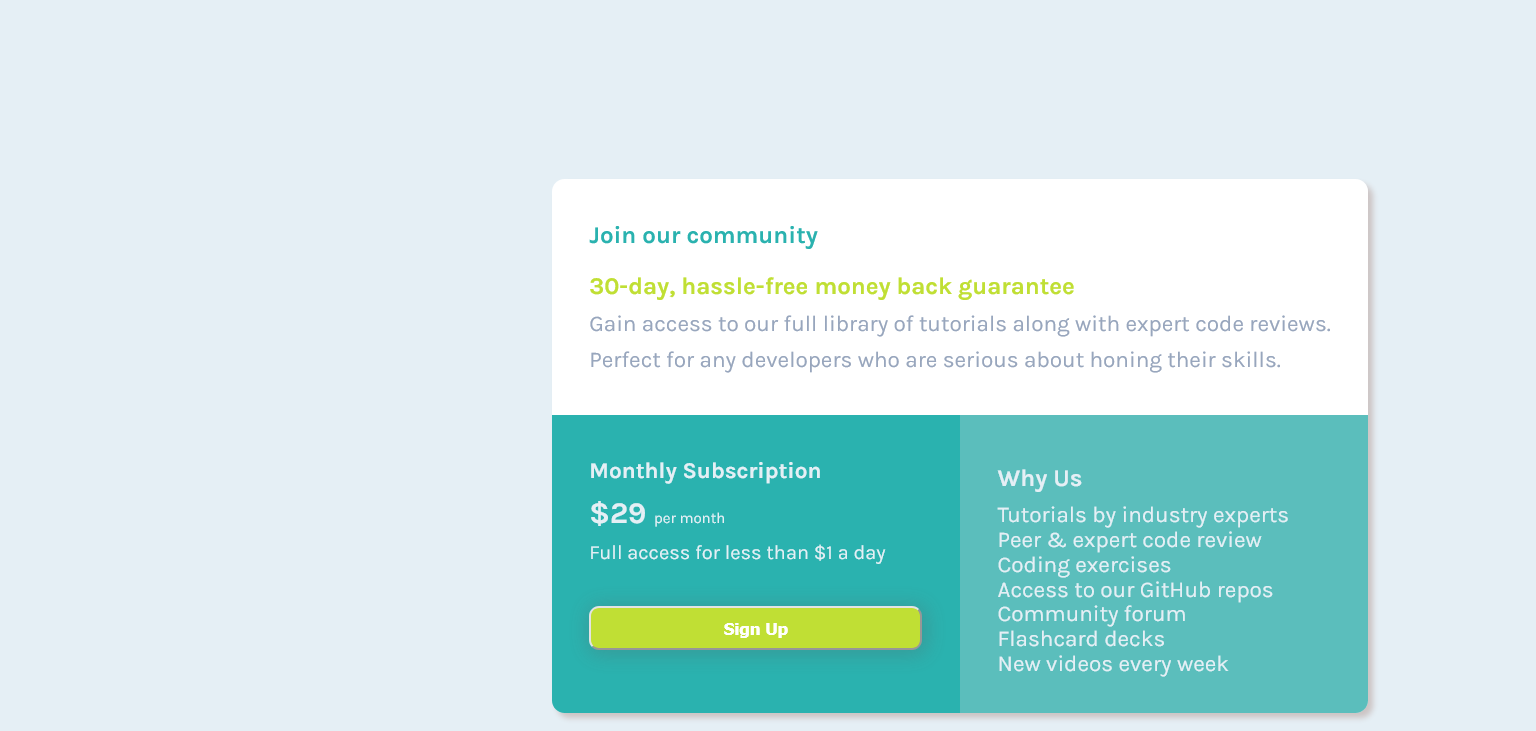 Join our community
30-day, hassle-free money back guarantee
Gain access to our full library of tutorials along with expert code reviews.
Perfect for any developers who are serious about honing their skills.
Monthly Subscription
$29 per month
Full access for less than $1 a day
Sign Up
Why Us
Tutorials by industry experts
Peer & expert code review
Coding exercises
Access to our GitHub repos
Community forum
Flashcard decks
New videos every week